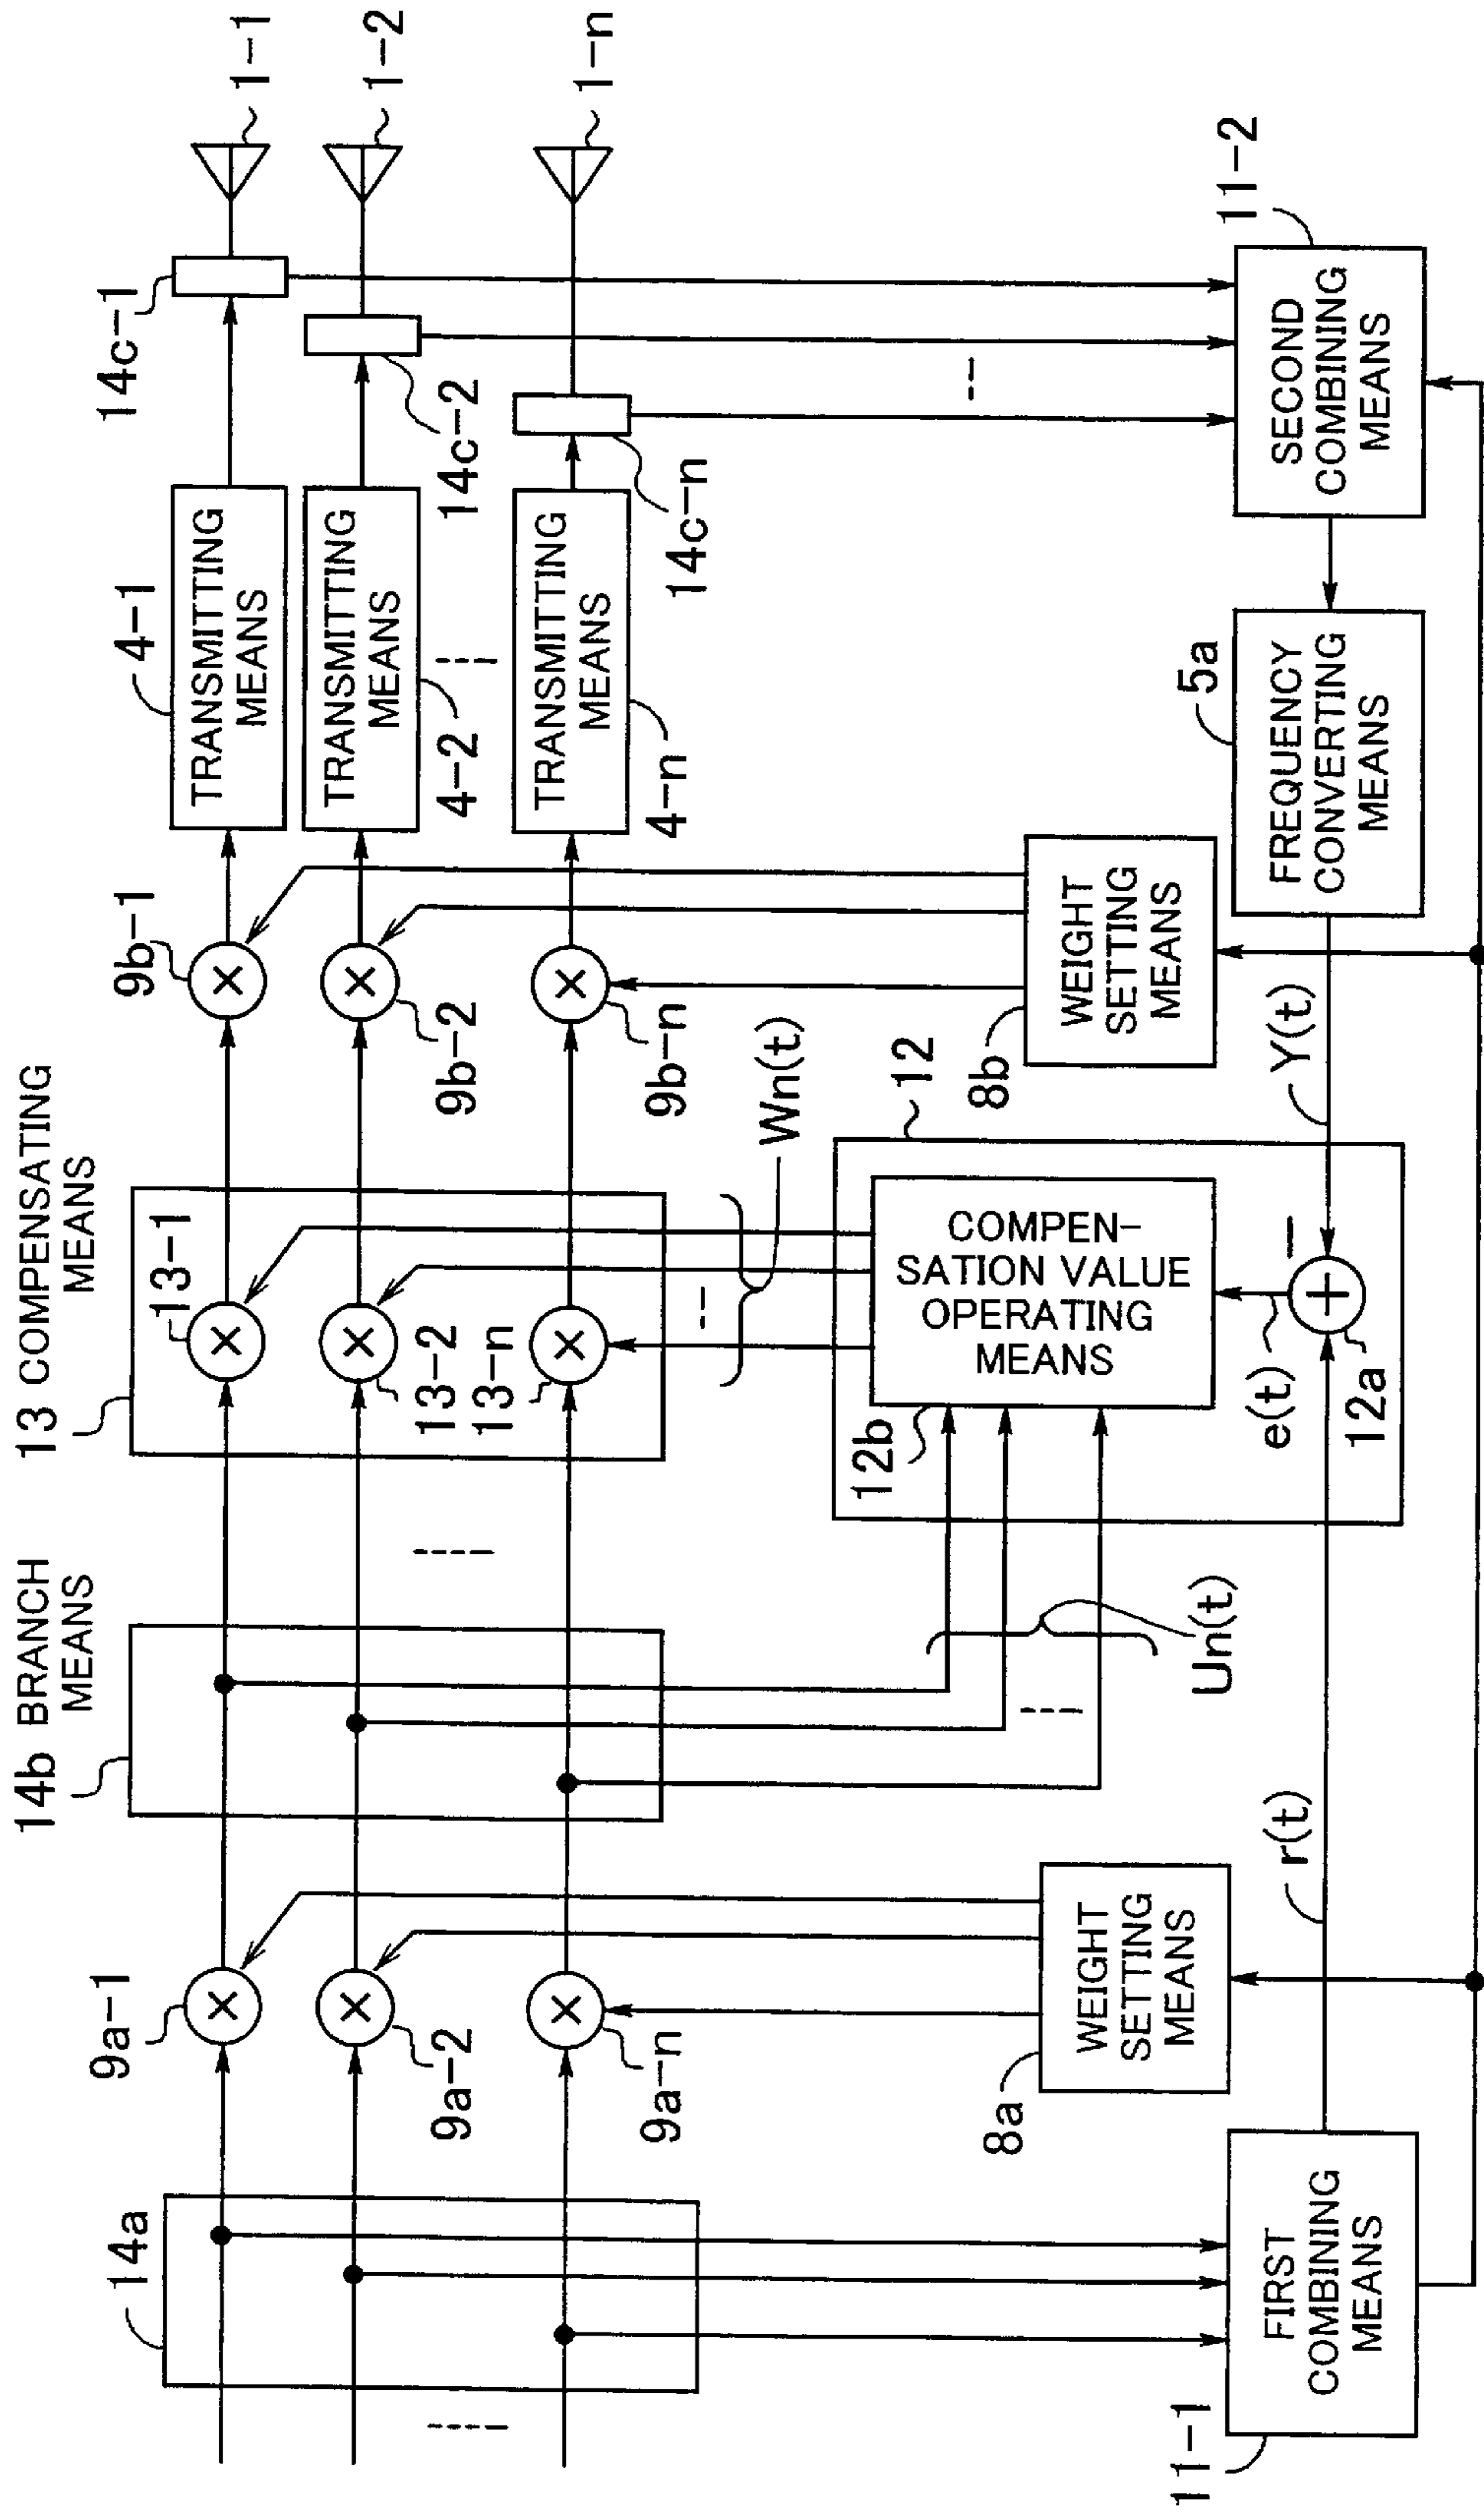 13 COMPENSATING
MEANS
14b BRANCH
MEANS
14a
9a-1
9a-2
9a-n
13-1
13-2
13-n
9b-1
9b-2
9b-n
4-1
TRANSMITTING
MEANS
4-2
TRANSMITTING
MEANS
4-n
TRANSMITTING
MEANS
14c-1
14c-2
14c-n
1-1
1-2
1-n
Wn(t)
Un(t)
8a
WEIGHT
SETTING
MEANS
12
12b
COMPEN-
SATION VALUE
OPERATING
MEANS
e(t)
12a
8b
WEIGHT
SETTING
MEANS
11-1
FIRST
COMBINING
MEANS
r(t)
Y(t)
5a
FREQUENCY
CONVERTING
MEANS
11-2
SECOND
COMBINING
MEANS